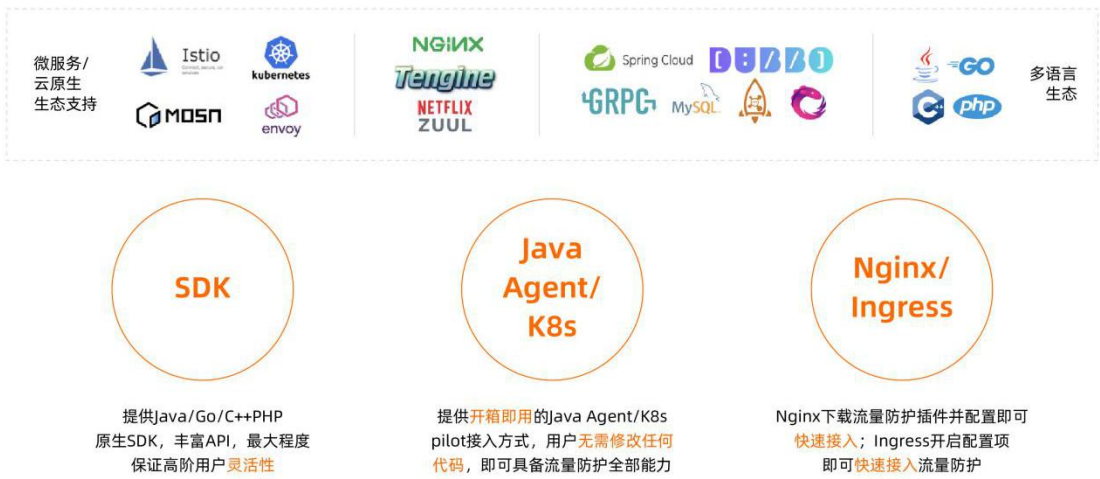 微服务/
云原生
生态支持
Istio
Connect, secure, control services
kubernetes
MOSN
envoy
NGINX
Tengine
NETFLIX
ZUUL
Spring Cloud
DUBBO
GRPC
MySQL
GO
C++
php
多语言
生态
SDK
Java
Agent/
K8s
Nginx/
Ingress
提供Java/Go/C++PHP
原生SDK，丰富API，最大程度
保证高阶用户灵活性
提供开箱即用的Java Agent/K8s
pilot接入方式，用户无需修改任何
代码，即可具备流量防护全部能力
Nginx下载流量防护插件并配置即可
快速接入；Ingress开启配置项
即可快速接入流量防护